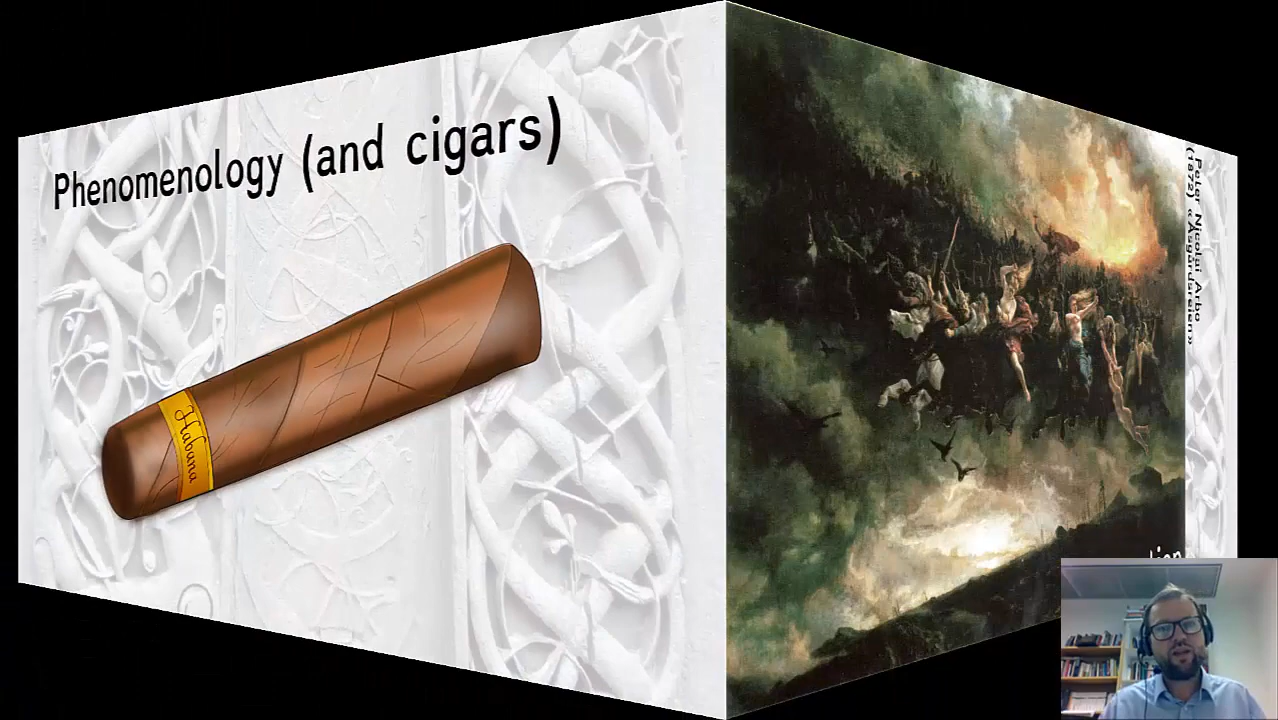 Phenomenology (and cigars)
Habana
Peter Nicolai Arbo
(1872) «Åsgårdsreien»